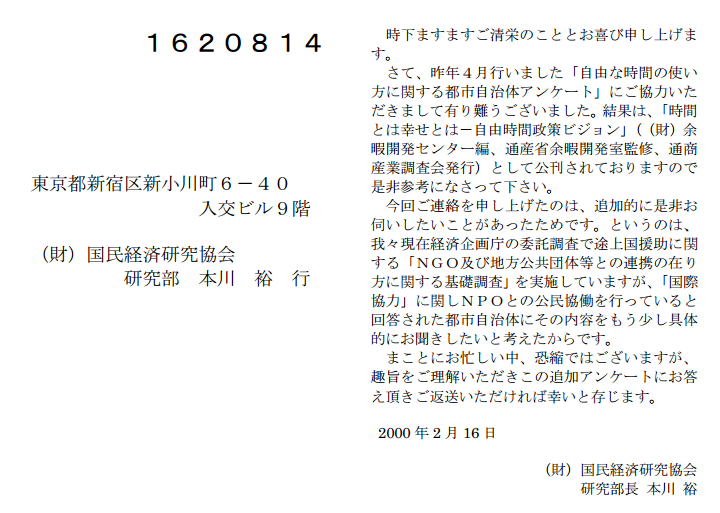 １６２０８１４
東京都新宿区新小川町６－４０
入交ビル９階
（財）国民経済研究協会
研究部　本川　裕　行
　時下ますますご清栄のこととお喜び申し上げま
す。
　さて、昨年４月行いました「自由な時間の使い
方に関する都市自治体アンケート」にご協力いた
だきまして有り難うございました。結果は、「時間
とは幸せとは－自由時間政策ビジョン」（（財）余
暇開発センター編、通産省余暇開発室監修、通商
産業調査会発行）として公刊されておりますので
是非参考になさって下さい。
　今回ご連絡を申し上げたのは、追加的に是非お
伺いしたいことがあったためです。というのは、
我々現在経済企画庁の委託調査で途上国援助に関
する「ＮＧＯ及び地方公共団体等との連携の在り
方に関する基礎調査」を実施していますが、「国際
協力」に関しＮＰＯとの公民協働を行っていると
回答された都市自治体にその内容をもう少し具体
的にお聞きしたいと考えたからです。
　まことにお忙しい中、恐縮ではございますが、
趣旨をご理解いただきこの追加アンケートにお答
え頂きご返送いただければ幸いと存じます。
2000 年 2 月 16 日
（財）国民経済研究協会
研究部長 本川 裕